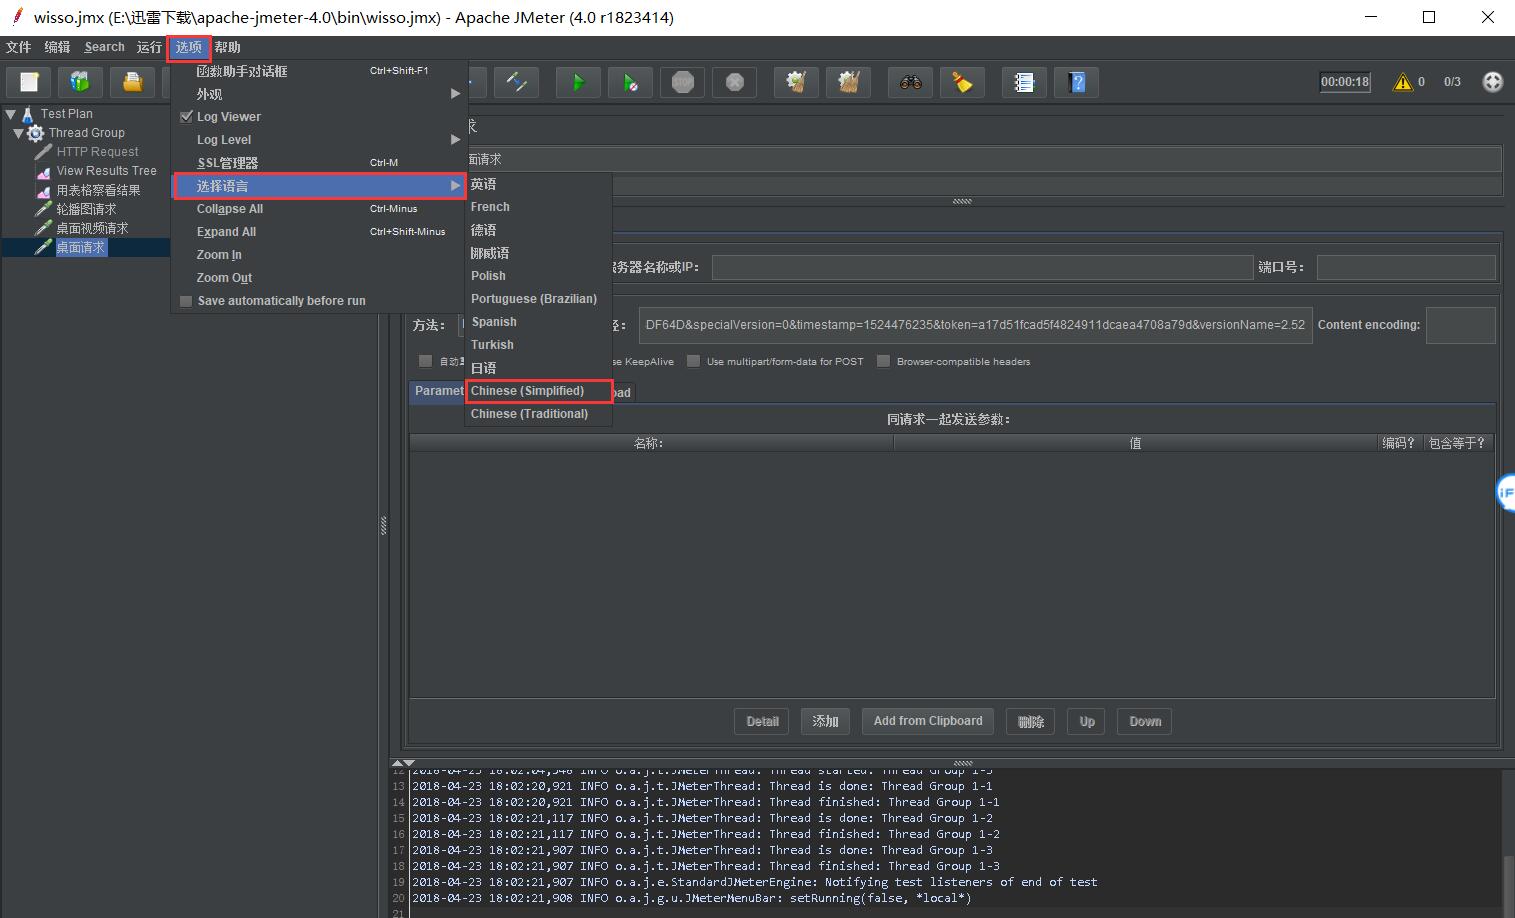 wisso.jmx (E:\迅雷下载\apache-jmeter-4.0\bin\wisso.jmx) - Apache JMeter (4.0 r1823414)
文件 编辑 Search 运行 选项 帮助
函数助手对话框 Ctrl+Shift-F1
外观
Log Viewer
Log Level
SSL管理器 Ctrl-M
选择语言
Collapse All Ctrl-Minus
Expand All Ctrl+Shift-Minus
Zoom In
Zoom Out
Save automatically before run
英语
French
德语
挪威语
Polish
Portuguese (Brazilian)
Spanish
Turkish
日语
Chinese (Simplified)
Chinese (Traditional)
STOP
00:00:18 0 0/3
Test Plan
Thread Group
HTTP Request
View Results Tree
用表格察看结果
轮播图请求
桌面视频请求
桌面请求
求
面请求
服务器名称或IP： 端口号：
方法： 径： DF64D&specialVersion=0&timestamp=1524476235&token=a17d51fcad5f4824911dcaea4708a79d&versionName=2.52 Content encoding:
自动 se KeepAlive Use multipart/form-data for POST Browser-compatible headers
Paramet oad
同请求一起发送参数：
名称： 值 编码？ 包含等于？
Detail 添加 Add from Clipboard 删除 Up Down
12 2018-04-23 18:02:04,548 INFO o.a.j.t.JMeterThread: Thread started: Thread Group 1-3
13 2018-04-23 18:02:20,921 INFO o.a.j.t.JMeterThread: Thread is done: Thread Group 1-1
14 2018-04-23 18:02:20,921 INFO o.a.j.t.JMeterThread: Thread finished: Thread Group 1-1
15 2018-04-23 18:02:21,117 INFO o.a.j.t.JMeterThread: Thread is done: Thread Group 1-2
16 2018-04-23 18:02:21,117 INFO o.a.j.t.JMeterThread: Thread finished: Thread Group 1-2
17 2018-04-23 18:02:21,907 INFO o.a.j.t.JMeterThread: Thread is done: Thread Group 1-3
18 2018-04-23 18:02:21,907 INFO o.a.j.t.JMeterThread: Thread finished: Thread Group 1-3
19 2018-04-23 18:02:21,907 INFO o.a.j.e.StandardJMeterEngine: Notifying test listeners of end of test
20 2018-04-23 18:02:21,908 INFO o.a.j.g.u.JMeterMenuBar: setRunning(false, *local*)
21